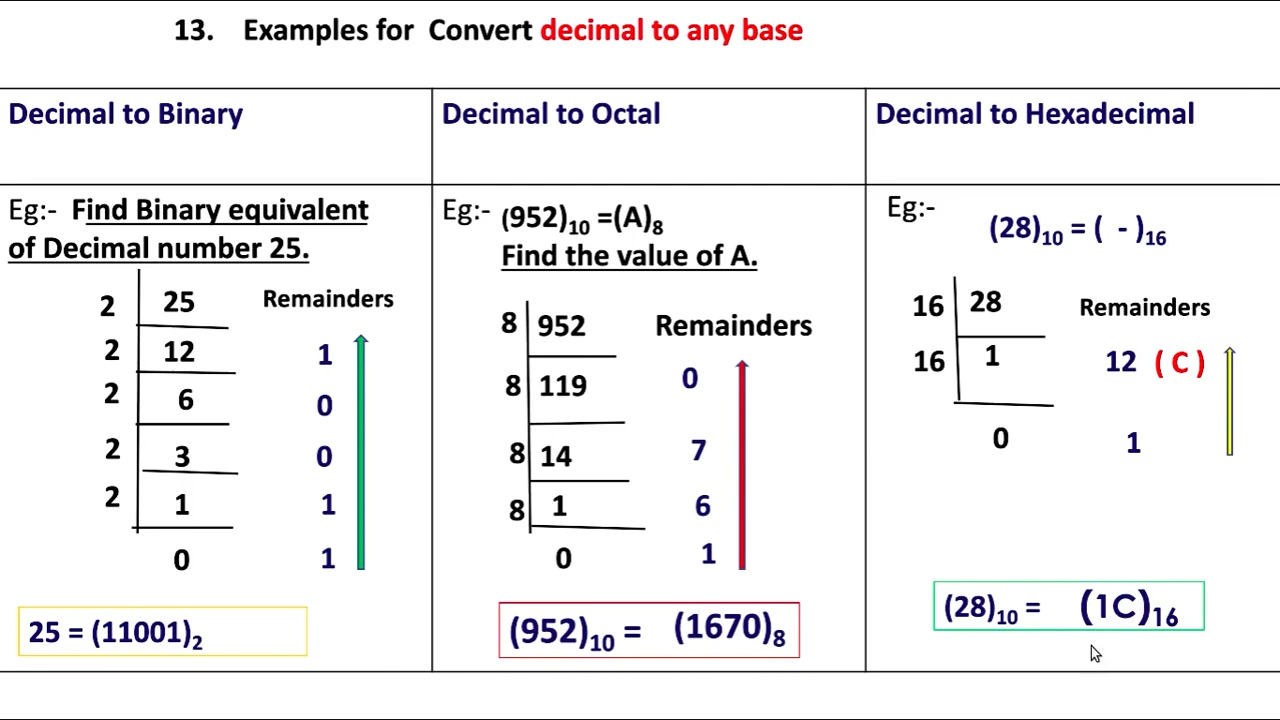 13. Examples for Convert decimal to any base
Decimal to Binary
Eg:- Find Binary equivalent
of Decimal number 25.
2 25 Remainders
2 12 1
2 6 0
2 3 0
2 1 1
0 1
25 = (11001)₂
Decimal to Octal
Eg:- (952)₁₀ =(A)₈
Find the value of A.
8 952 Remainders
8 119 0
8 14 7
8 1 6
0 1
(952)₁₀ = (1670)₈
Decimal to Hexadecimal
Eg:-
(28)₁₀ = ( - )₁₆
16 28 Remainders
16 1 12 ( C )
0 1
(28)₁₀ = (1C)₁₆